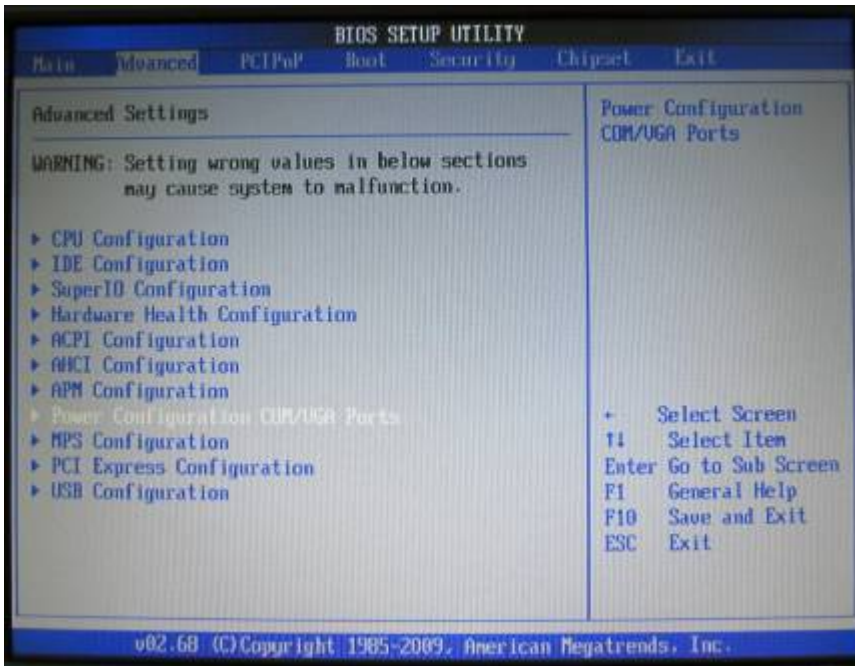 BIOS SETUP UTILITY
Main Advanced PCIPnP Boot Security Chipset Exit
Advanced Settings
WARNING: Setting wrong values in below sections
may cause system to malfunction.
CPU Configuration
IDE Configuration
SuperIO Configuration
Hardware Health Configuration
ACPI Configuration
AHCI Configuration
APM Configuration
Power Configuration COM/VGA Ports
MPS Configuration
PCI Express Configuration
USB Configuration
Power Configuration
COM/VGA Ports
← Select Screen
↑↓ Select Item
Enter Go to Sub Screen
F1 General Help
F10 Save and Exit
ESC Exit
v02.68 (C)Copyright 1985-2009, American Megatrends, Inc.